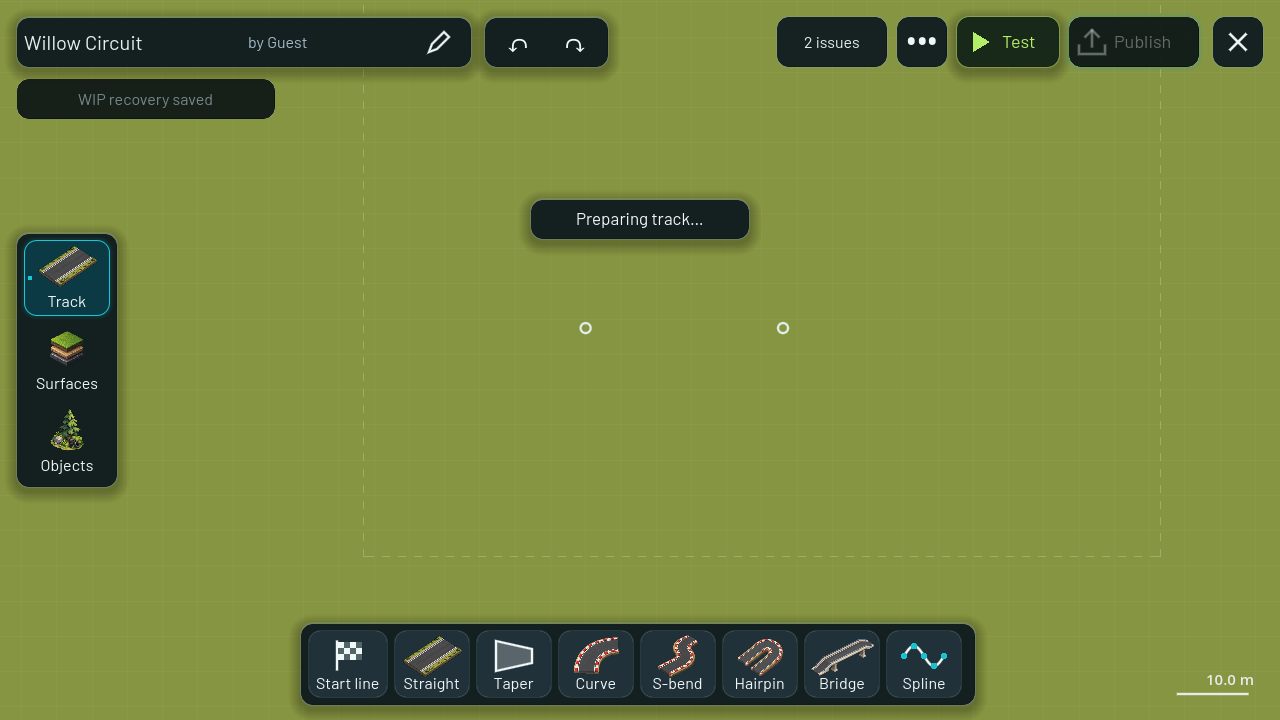 Willow Circuit by Guest 2 issues Test Publish
WIP recovery saved
Preparing track...
Track
Surfaces
Objects
Start line Straight Taper Curve S-bend Hairpin Bridge Spline
10.0 m